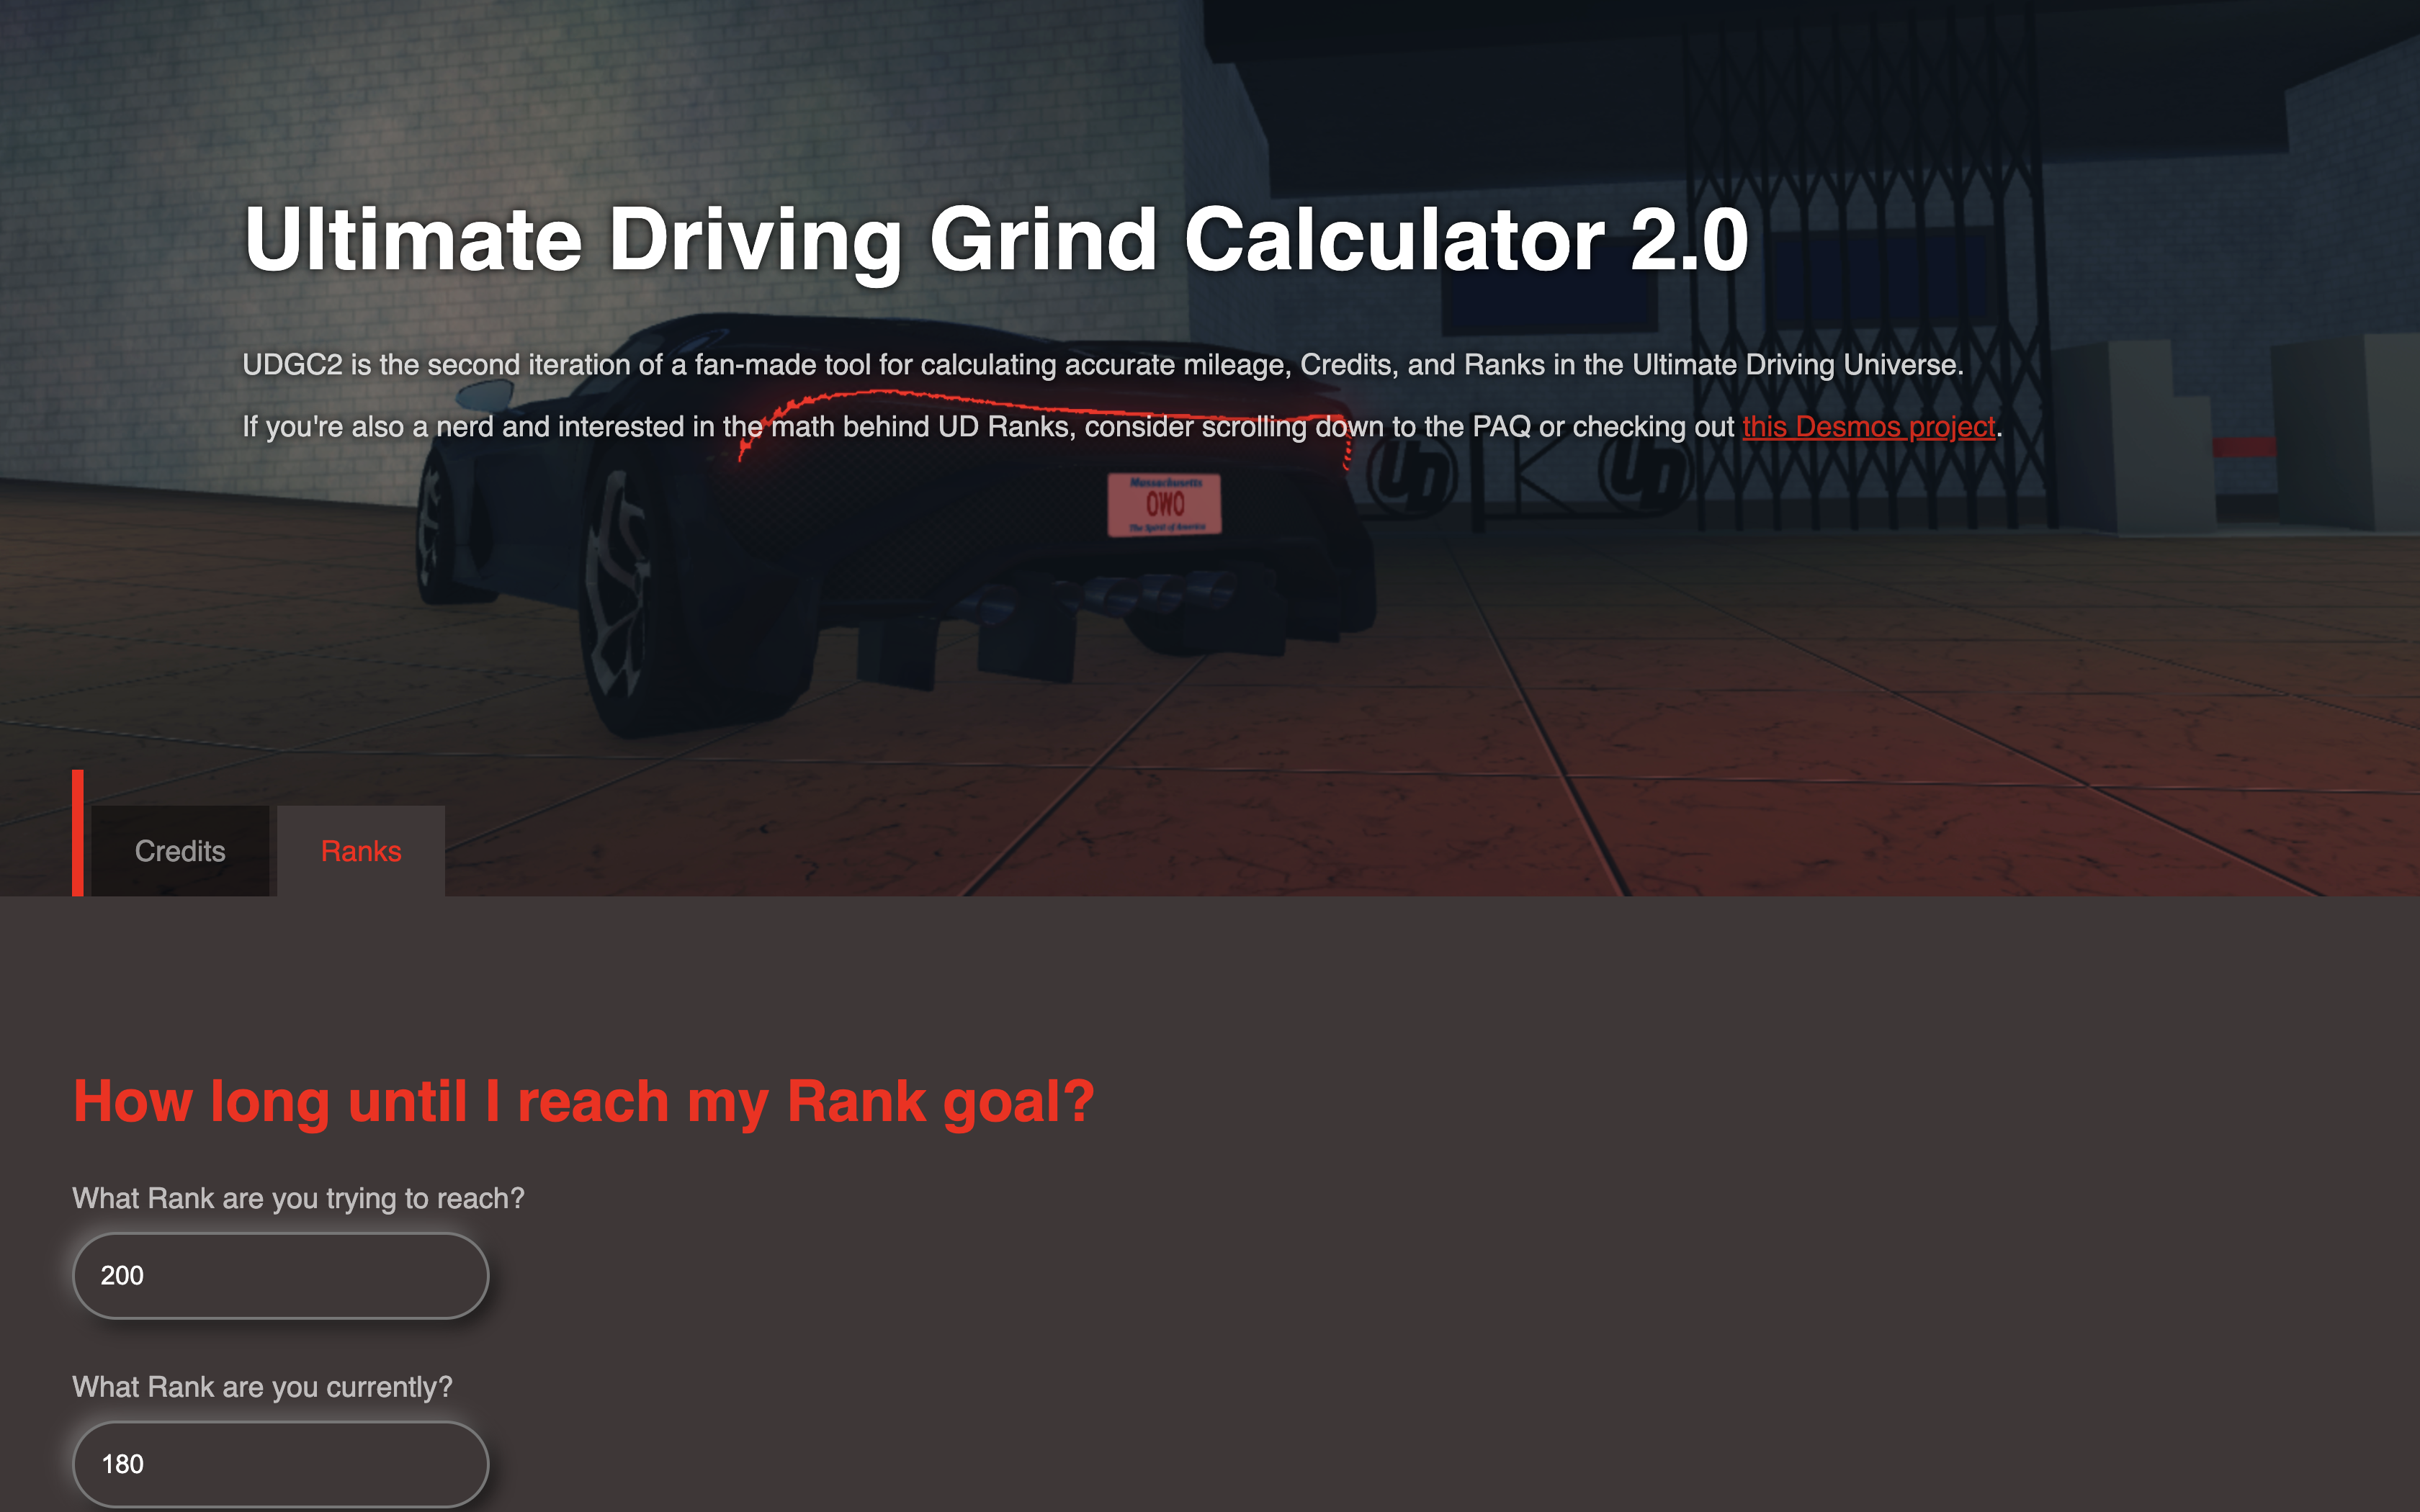 Ultimate Driving Grind Calculator 2.0
UDGC2 is the second iteration of a fan-made tool for calculating accurate mileage, Credits, and Ranks in the Ultimate Driving Universe.
If you're also a nerd and interested in the math behind UD Ranks, consider scrolling down to the PAQ or checking out this Desmos project.
UD
UD
Massachusetts
OWO
The Spirit of America
Credits
Ranks
How long until I reach my Rank goal?
What Rank are you trying to reach?
200
What Rank are you currently?
180